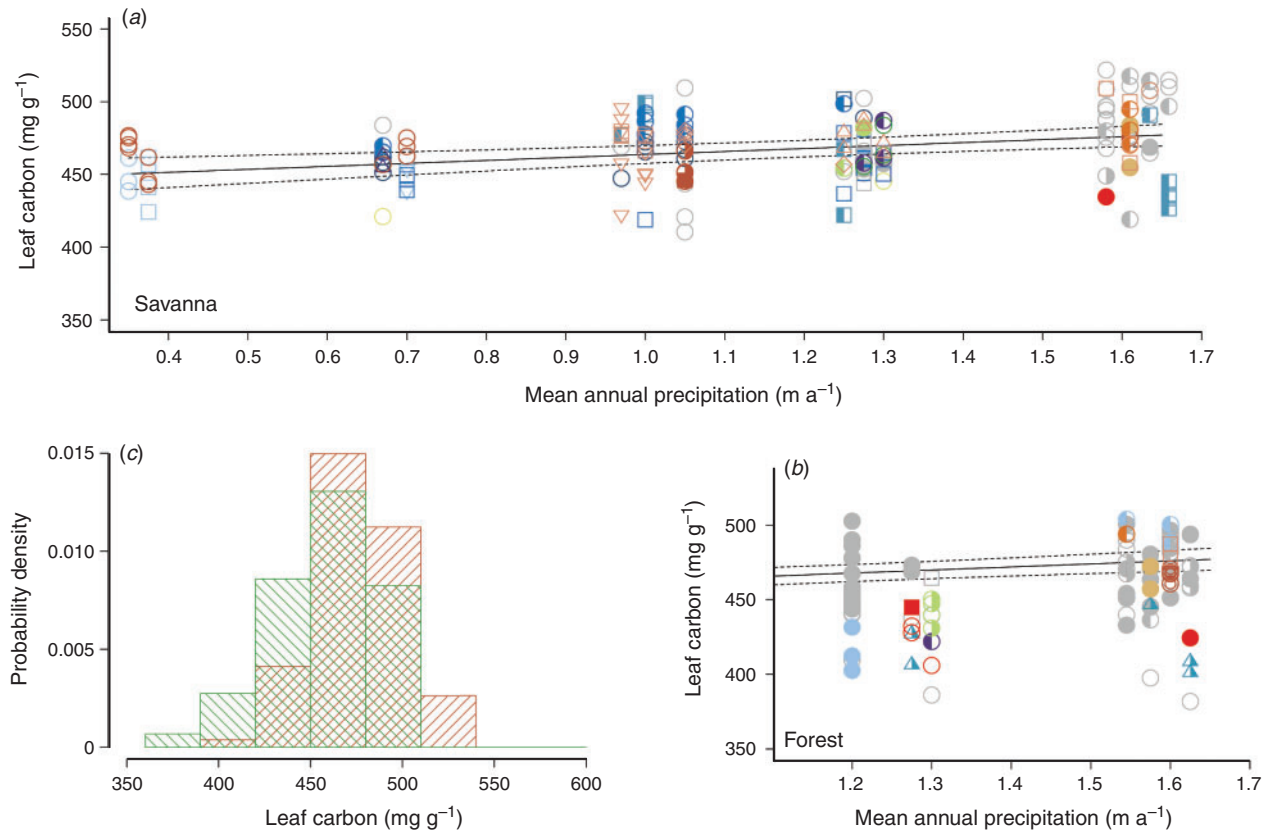 (a)
550
500
450
400
350
Leaf carbon (mg g⁻¹)
Savanna
0.4 0.7 0.8 0.9 1.0 1.1 1.2 1.3 1.4 1.5 1.6 1.7
Mean annual precipitation (m a⁻¹)
(c)
0.015
0.010
0.005
0
Probability density
350 400 450 500 550 600
Leaf carbon (mg g⁻¹)
(b)
500
450
400
350
Leaf carbon (mg g⁻¹)
Forest
1.2 1.3 1.4 1.5 1.6 1.7
Mean annual precipitation (m a⁻¹)